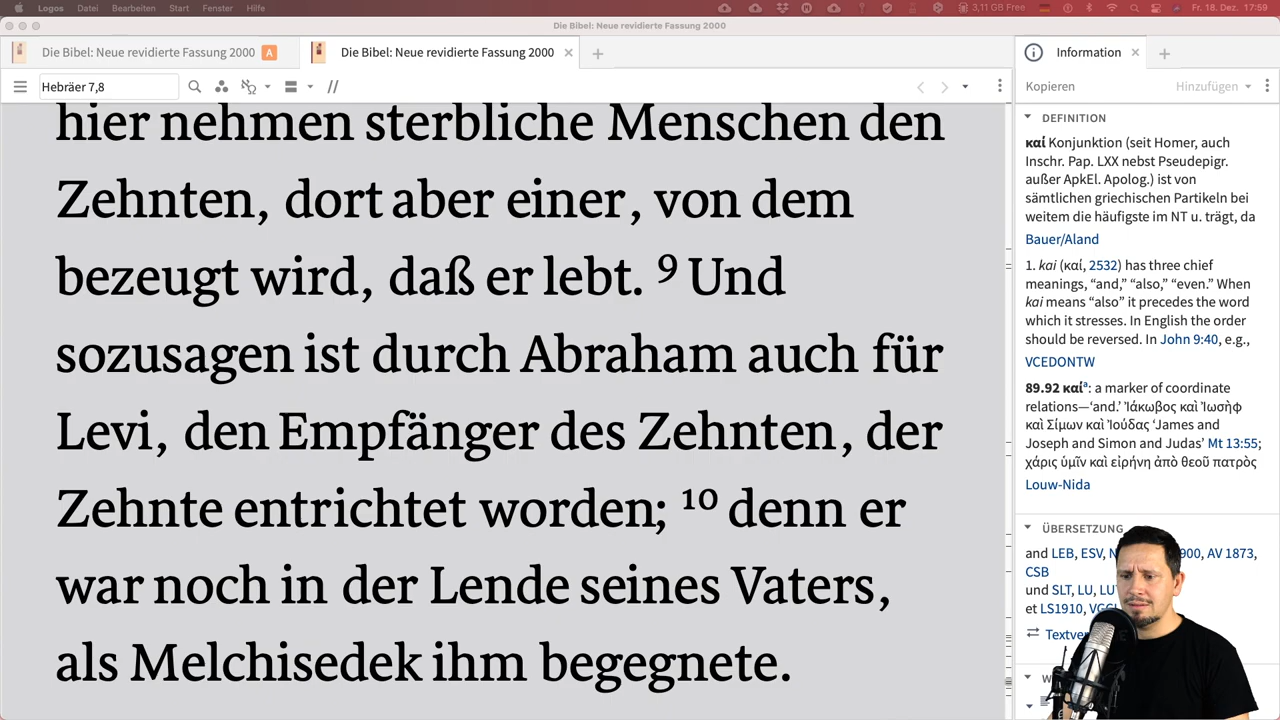 Logos Datei Bearbeiten Start Fenster Hilfe 3,11 GB Free Fr. 18. Dez. 17:59
Die Bibel: Neue revidierte Fassung 2000
Die Bibel: Neue revidierte Fassung 2000 A
Die Bibel: Neue revidierte Fassung 2000
Information
Hebräer 7,8
Kopieren Hinzufügen
hier nehmen sterbliche Menschen den
Zehnten, dort aber einer, von dem
bezeugt wird, daß er lebt. ⁹ Und
sozusagen ist durch Abraham auch für
Levi, den Empfänger des Zehnten, der
Zehnte entrichtet worden; ¹⁰ denn er
war noch in der Lende seines Vaters,
als Melchisedek ihm begegnete.
DEFINITION
καί Konjunktion (seit Homer, auch
Inschr. Pap. LXX nebst Pseudepigr.
außer ApkEl. Apolog.) ist von
sämtlichen griechischen Partikeln bei
weitem die häufigste im NT u. trägt, da
Bauer/Aland
1. kai (καί, 2532) has three chief
meanings, “and,” “also,” “even.” When
kai means “also” it precedes the word
which it stresses. In English the order
should be reversed. In John 9:40, e.g.,
VCEDONTW
89.92 καίª: a marker of coordinate
relations—‘and.’ Ἰάκωβος καὶ Ἰωσὴφ
καὶ Σίμων καὶ Ἰούδας ‘James and
Joseph and Simon and Judas’ Mt 13:55;
χάρις ὑμῖν καὶ εἰρήνη ἀπὸ θεοῦ πατρὸς
Louw-Nida
ÜBERSETZUNG
and LEB, ESV, 900, AV 1873,
CSB
und SLT, LU,
et LS1910,